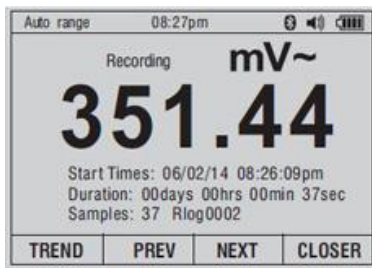 Auto range 08:27pm
Recording mV~
351.44
Start Times: 06/02/14 08:26:09pm
Duration: 00days 00hrs 00min 37sec
Samples: 37 Rlog0002
TREND PREV NEXT CLOSER